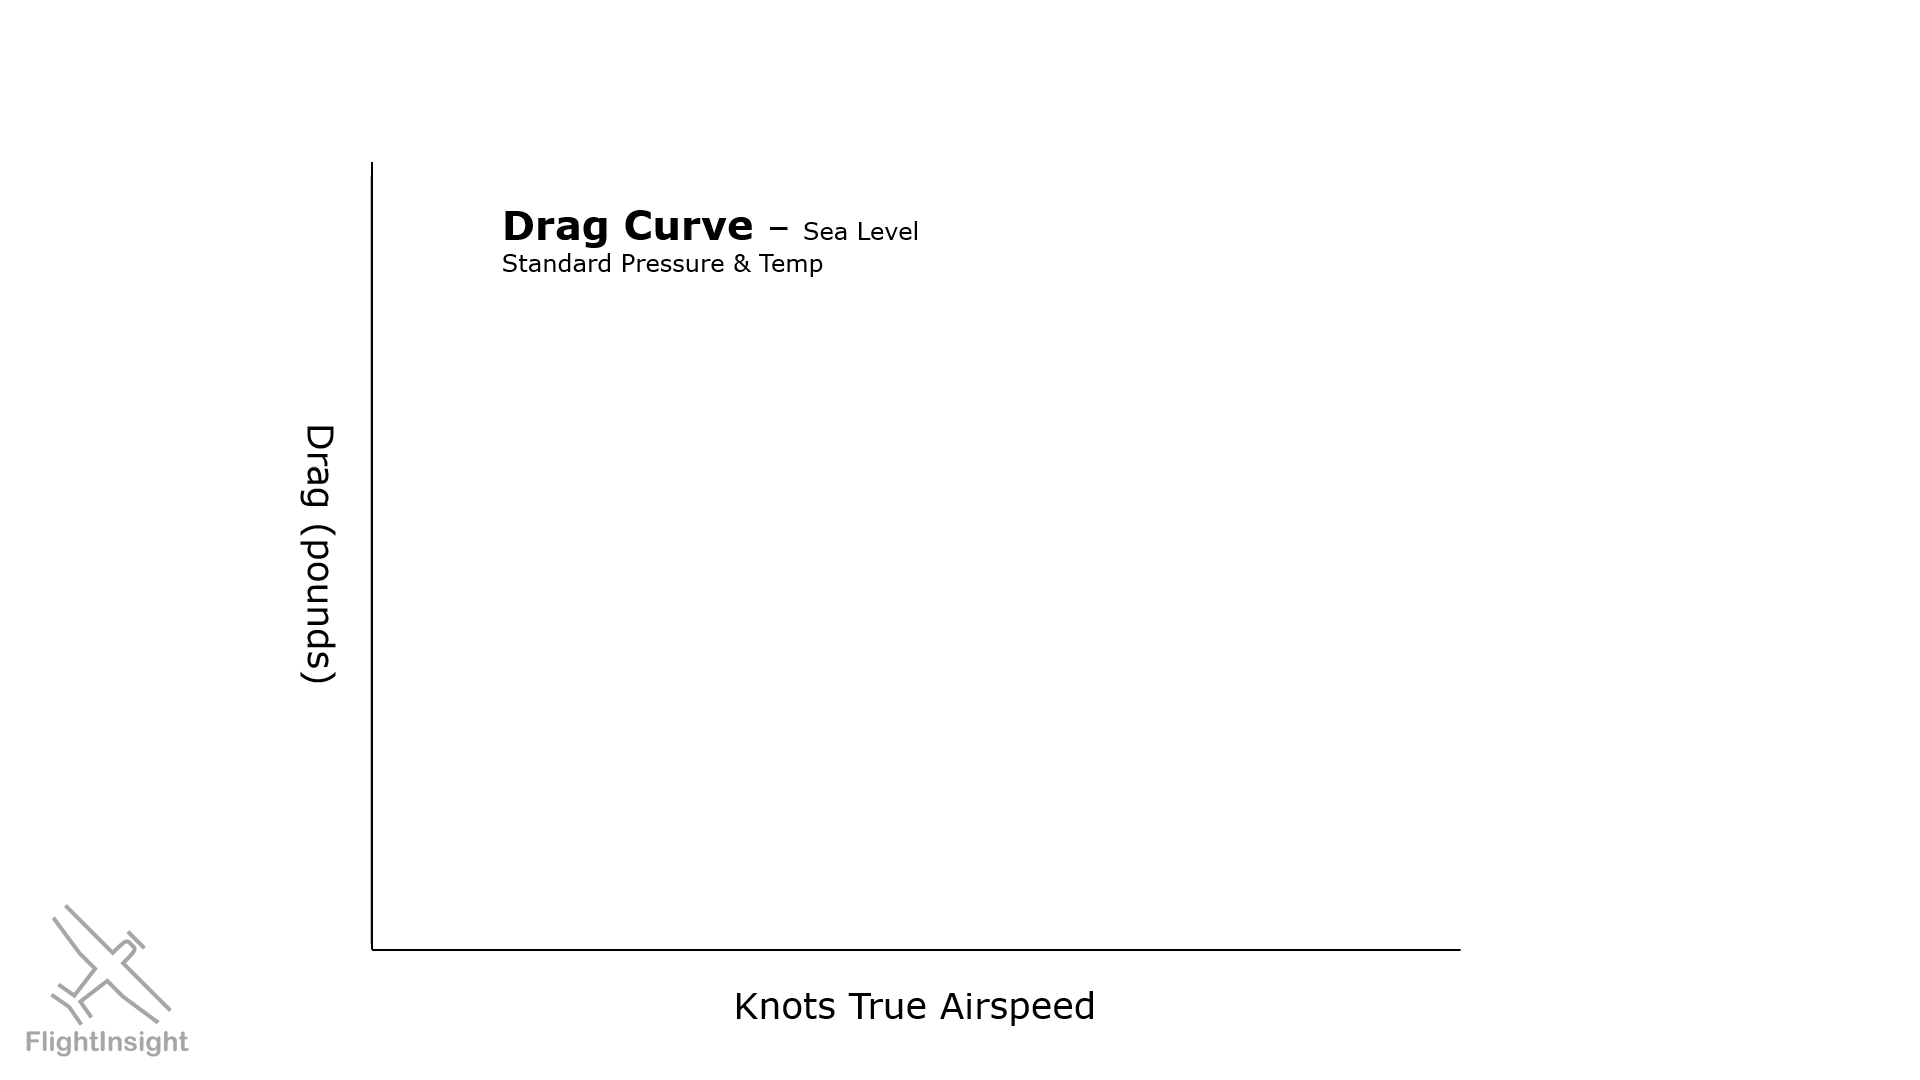 Drag Curve – Sea Level
Standard Pressure & Temp
Drag (pounds)
Knots True Airspeed
FlightInsight